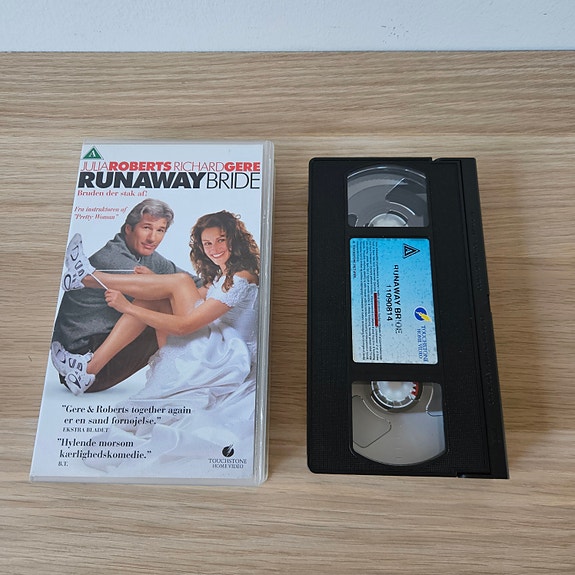 A
JULIA ROBERTS RICHARD GERE
RUNAWAY BRIDE
Bruden der stak af!
Fra instruktøren af
"Pretty Woman"
"Gere & Roberts together again
er en sand fornøjelse."
EKSTRA BLADET
"Hylende morsom
kærlighedskomedie."
B.T.
TOUCHSTONE
HOME VIDEO
A
RUNAWAY BRIDE
11090814
TOUCHSTONE
HOME VIDEO